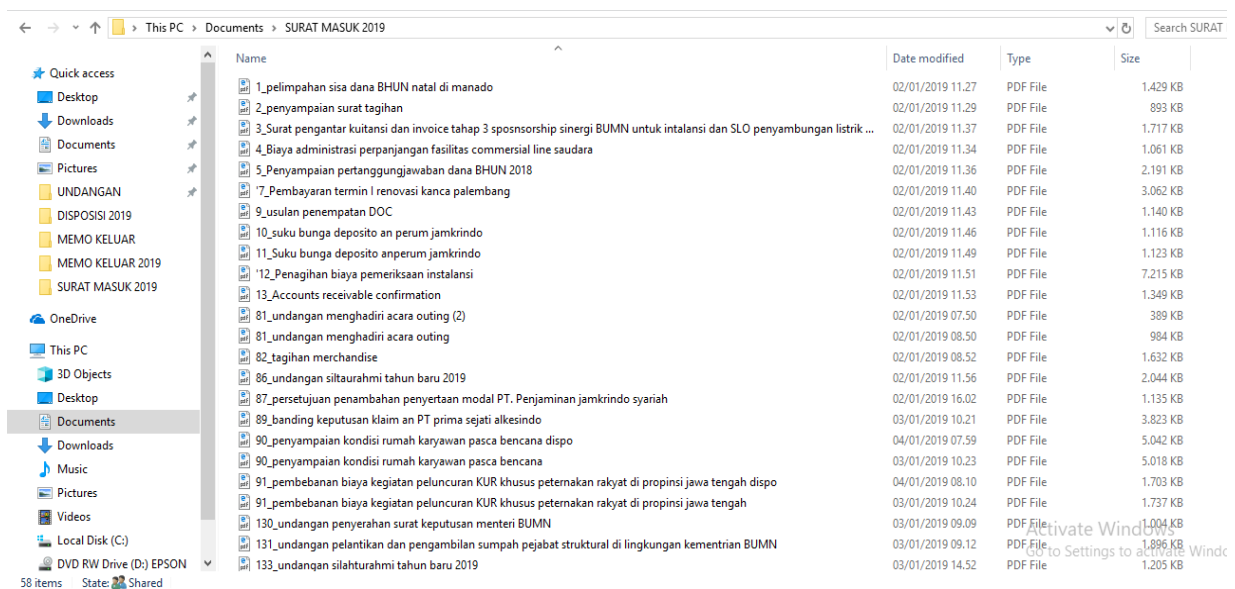 This PC > Documents > SURAT MASUK 2019 Search SURAT
Name Date modified Type Size
Quick access
Desktop
Downloads
Documents
Pictures
UNDANGAN
DISPOSISI 2019
MEMO KELUAR
MEMO KELUAR 2019
SURAT MASUK 2019
OneDrive
This PC
3D Objects
Desktop
Documents
Downloads
Music
Pictures
Videos
Local Disk (C:)
DVD RW Drive (D:) EPSON
1_pelimpahan sisa dana BHUN natal di manado 02/01/2019 11.27 PDF File 1.429 KB
2_penyampaian surat tagihan 02/01/2019 11.29 PDF File 893 KB
3_Surat pengantar kuitansi dan invoice tahap 3 sposnsorship sinergi BUMN untuk intalansi dan SLO penyambungan listrik ... 02/01/2019 11.37 PDF File 1.717 KB
4_Biaya administrasi perpanjangan fasilitas commersial line saudara 02/01/2019 11.34 PDF File 1.061 KB
5_Penyampaian pertanggungjawaban dana BHUN 2018 02/01/2019 11.36 PDF File 2.191 KB
'7_Pembayaran termin I renovasi kanca palembang 02/01/2019 11.40 PDF File 3.062 KB
9_usulan penempatan DOC 02/01/2019 11.43 PDF File 1.140 KB
10_suku bunga deposito an perum jamkrindo 02/01/2019 11.46 PDF File 1.116 KB
11_Suku bunga deposito anperum jamkrindo 02/01/2019 11.49 PDF File 1.123 KB
'12_Penagihan biaya pemeriksaan instalansi 02/01/2019 11.51 PDF File 7.215 KB
13_Accounts receivable confirmation 02/01/2019 11.53 PDF File 1.349 KB
81_undangan menghadiri acara outing (2) 02/01/2019 07.50 PDF File 389 KB
81_undangan menghadiri acara outing 02/01/2019 08.50 PDF File 984 KB
82_tagihan merchandise 02/01/2019 08.52 PDF File 1.632 KB
86_undangan siltaurahmi tahun baru 2019 02/01/2019 11.56 PDF File 2.044 KB
87_persetujuan penambahan penyertaan modal PT. Penjaminan jamkrindo syariah 02/01/2019 16.02 PDF File 1.135 KB
89_banding keputusan klaim an PT prima sejati alkesindo 03/01/2019 10.21 PDF File 3.823 KB
90_penyampaian kondisi rumah karyawan pasca bencana dispo 04/01/2019 07.59 PDF File 5.042 KB
90_penyampaian kondisi rumah karyawan pasca bencana 03/01/2019 10.23 PDF File 5.018 KB
91_pembebanan biaya kegiatan peluncuran KUR khusus peternakan rakyat di propinsi jawa tengah dispo 04/01/2019 08.10 PDF File 1.703 KB
91_pembebanan biaya kegiatan peluncuran KUR khusus peternakan rakyat di propinsi jawa tengah 03/01/2019 10.24 PDF File 1.737 KB
130_undangan penyerahan surat keputusan menteri BUMN 03/01/2019 09.09 PDF File 1.004 KB
131_undangan pelantikan dan pengambilan sumpah pejabat struktural di lingkungan kementrian BUMN 03/01/2019 09.12 PDF File 1.896 KB
133_undangan silahturahmi tahun baru 2019 03/01/2019 14.52 PDF File 1.205 KB
Activate Windows
Go to Settings to activate Windo
58 items State: Shared